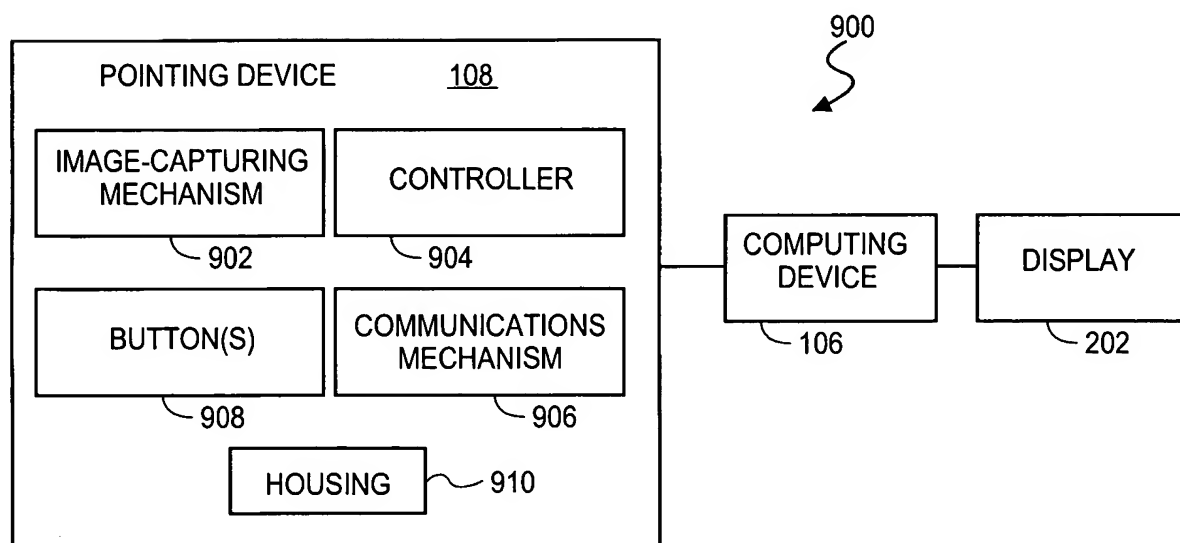 900
POINTING DEVICE 108
IMAGE-CAPTURING
MECHANISM
902
CONTROLLER
904
BUTTON(S)
908
COMMUNICATIONS
MECHANISM
906
HOUSING
910
COMPUTING
DEVICE
106
DISPLAY
202